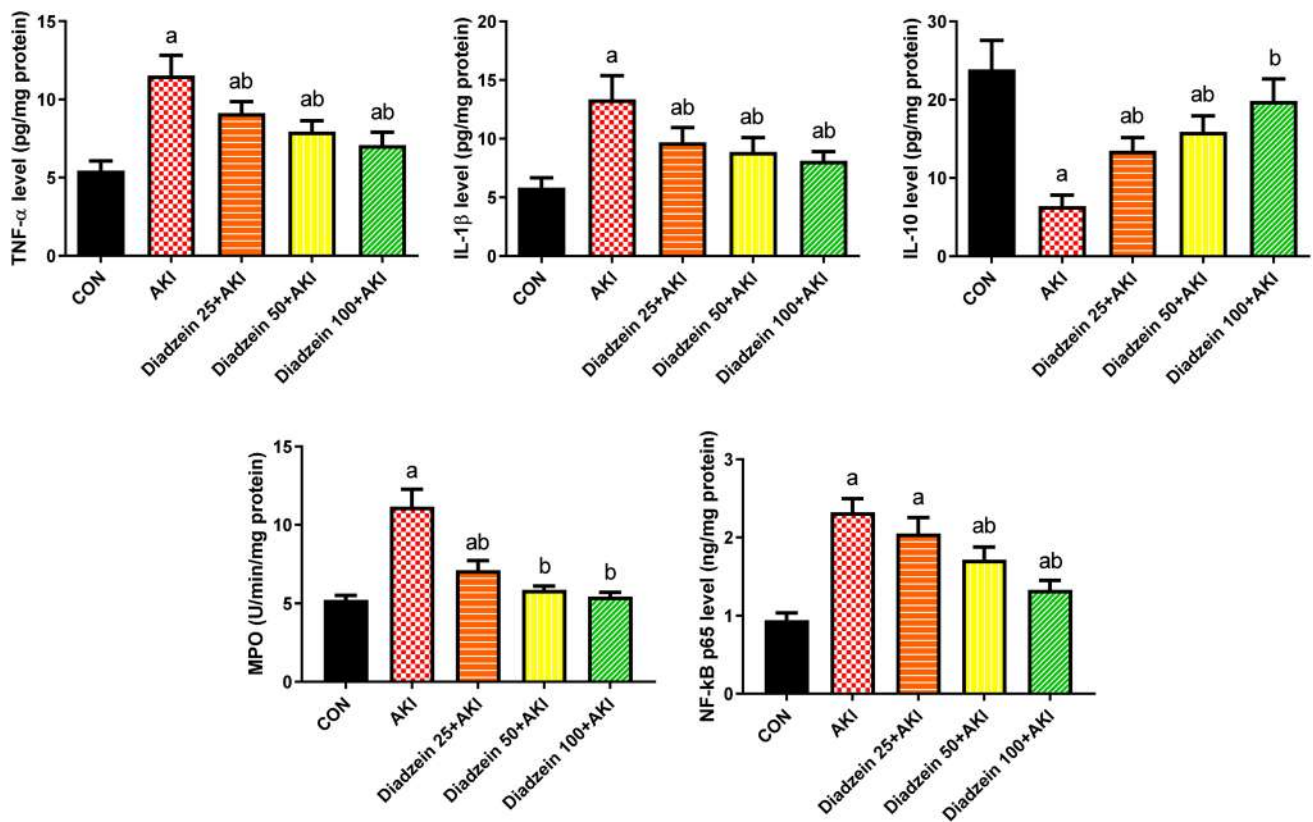 TNF-α level (pg/mg protein)
15
10
5
0
a
ab
ab
ab
CON
AKI
Diadzein 25+AKI
Diadzein 50+AKI
Diadzein 100+AKI
IL-1β level (pg/mg protein)
20
15
10
5
0
a
ab
ab
ab
CON
AKI
Diadzein 25+AKI
Diadzein 50+AKI
Diadzein 100+AKI
IL-10 level (pg/mg protein)
30
20
10
0
a
ab
ab
b
CON
AKI
Diadzein 25+AKI
Diadzein 50+AKI
Diadzein 100+AKI
MPO (U/min/mg protein)
15
10
5
0
a
ab
b
b
CON
AKI
Diadzein 25+AKI
Diadzein 50+AKI
Diadzein 100+AKI
NF-kB p65 level (ng/mg protein)
3
2
1
0
a
a
ab
ab
CON
AKI
Diadzein 25+AKI
Diadzein 50+AKI
Diadzein 100+AKI